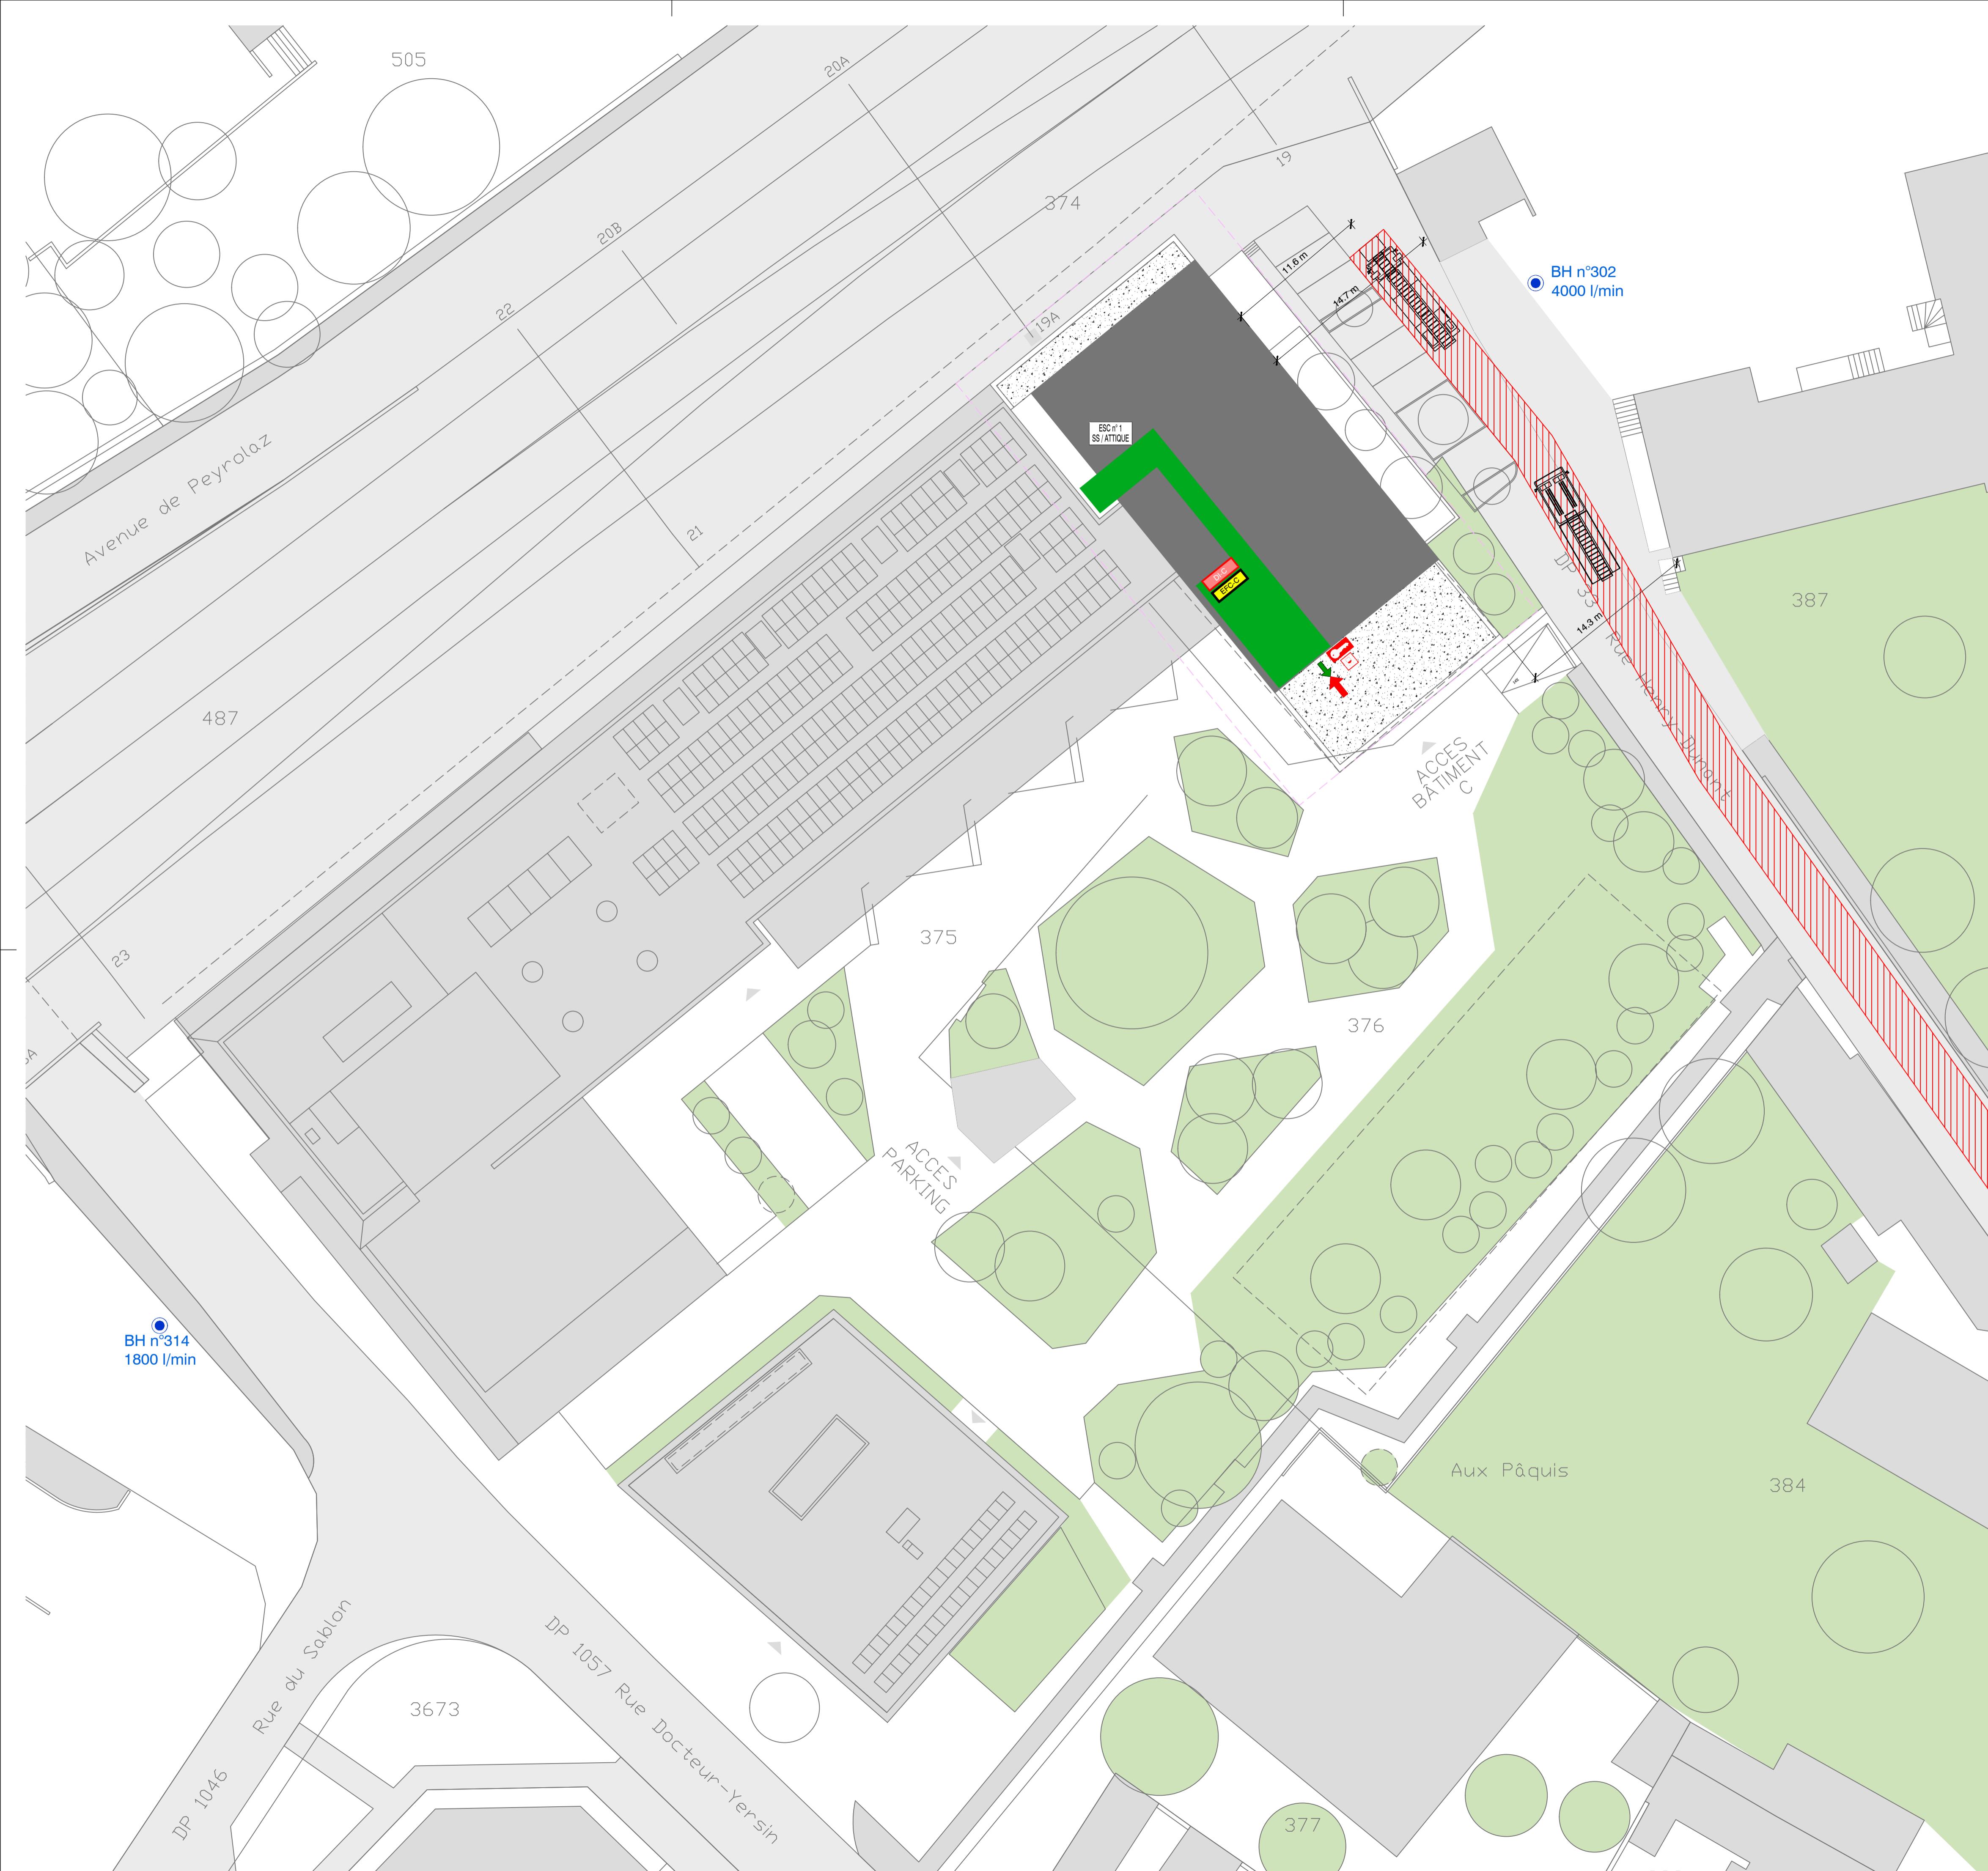 505
20A
20B
374
19
22
11.6 m
14.7 m
BH n°302
4000 l/min
19A
ESC n° 1
SS / ATTIQUE
Avenue de Peyrolaz
21
DI-C
EFC-C
DP 33 Rue Henry-Dunant
14.3 m
387
487
ACCES
BÂTIMENT
C
23
375
376
ACCES
PARKING
BH n°314
1800 l/min
Aux Pâquis
384
DP 1046 Rue du Sablon
DP 1057 Rue Docteur-Yersin
3673
377